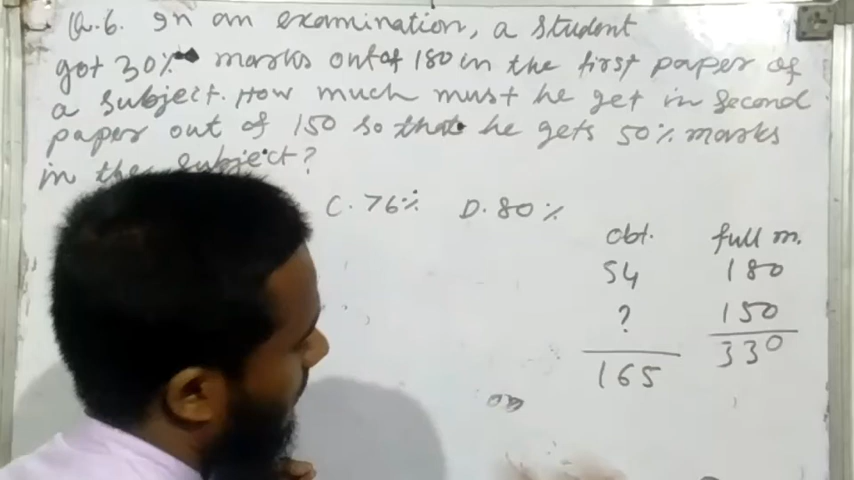 Q.6. In an examination, a student
got 30% marks out of 180 in the first paper of
a subject. How much must he get in second
paper out of 150 so that he gets 50% marks
in the subject?
C. 76% D. 80%
obt. full m.
54 180
? 150
165 330